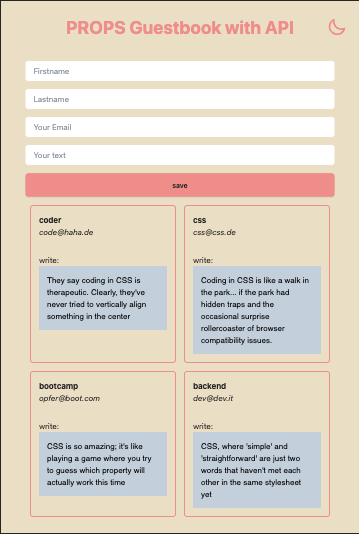 PROPS Guestbook with API
Firstname
Lastname
Your Email
Your text
save
coder
code@haha.de
write:
They say coding in CSS is
therapeutic. Clearly, they've
never tried to vertically align
something in the center
css
css@css.de
write:
Coding in CSS is like a walk in
the park... if the park had
hidden traps and the
occasional surprise
rollercoaster of browser
compatibility issues.
bootcamp
opfer@boot.com
write:
CSS is so amazing; it's like
playing a game where you try
to guess which property will
actually work this time
backend
dev@dev.it
write:
CSS, where 'simple' and
'straightforward' are just two
words that haven't met each
other in the same stylesheet
yet